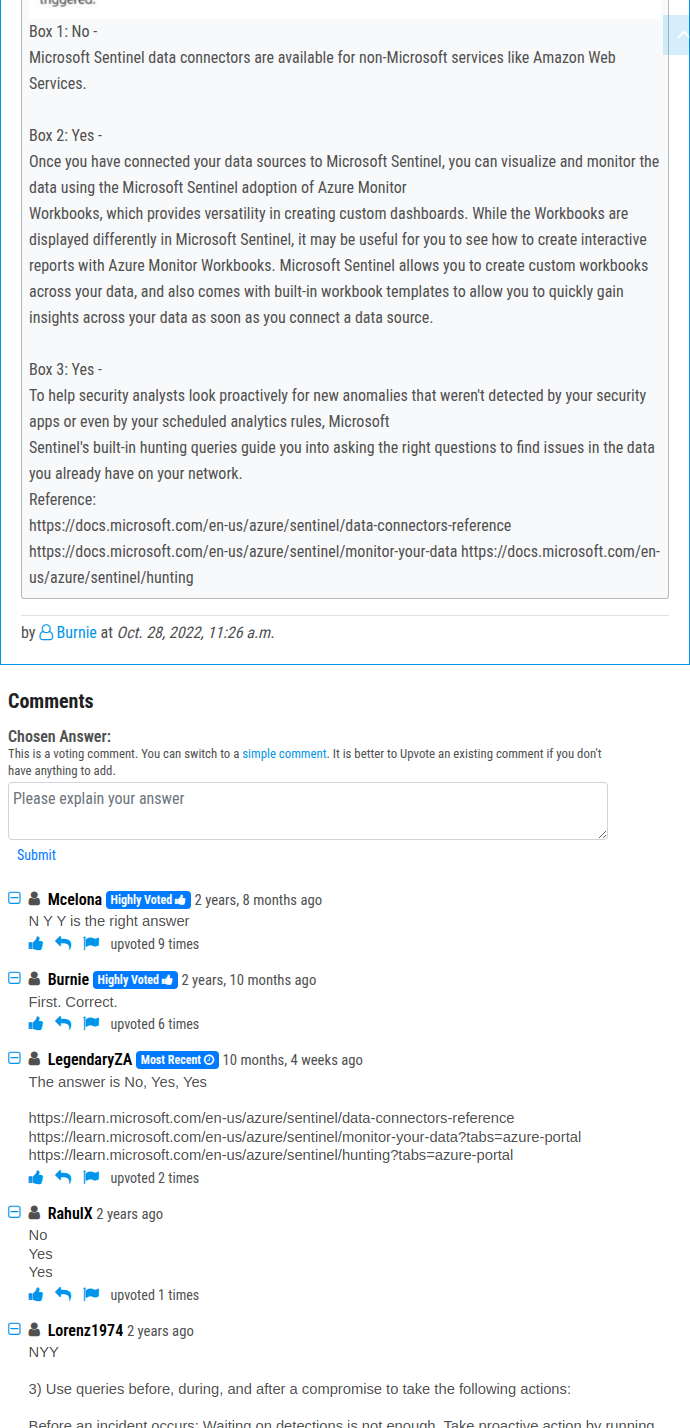 triggered.
Box 1: No -
Microsoft Sentinel data connectors are available for non-Microsoft services like Amazon Web
Services.
Box 2: Yes -
Once you have connected your data sources to Microsoft Sentinel, you can visualize and monitor the
data using the Microsoft Sentinel adoption of Azure Monitor
Workbooks, which provides versatility in creating custom dashboards. While the Workbooks are
displayed differently in Microsoft Sentinel, it may be useful for you to see how to create interactive
reports with Azure Monitor Workbooks. Microsoft Sentinel allows you to create custom workbooks
across your data, and also comes with built-in workbook templates to allow you to quickly gain
insights across your data as soon as you connect a data source.
Box 3: Yes -
To help security analysts look proactively for new anomalies that weren't detected by your security
apps or even by your scheduled analytics rules, Microsoft
Sentinel's built-in hunting queries guide you into asking the right questions to find issues in the data
you already have on your network.
Reference:
https://docs.microsoft.com/en-us/azure/sentinel/data-connectors-reference
https://docs.microsoft.com/en-us/azure/sentinel/monitor-your-data https://docs.microsoft.com/en-
us/azure/sentinel/hunting
by Burnie at Oct. 28, 2022, 11:26 a.m.
Comments
Chosen Answer:
This is a voting comment. You can switch to a simple comment. It is better to Upvote an existing comment if you don't
have anything to add.
Please explain your answer
Submit
Mcelona Highly Voted 2 years, 8 months ago
N Y Y is the right answer
upvoted 9 times
Burnie Highly Voted 2 years, 10 months ago
First. Correct.
upvoted 6 times
LegendaryZA Most Recent 10 months, 4 weeks ago
The answer is No, Yes, Yes
https://learn.microsoft.com/en-us/azure/sentinel/data-connectors-reference
https://learn.microsoft.com/en-us/azure/sentinel/monitor-your-data?tabs=azure-portal
https://learn.microsoft.com/en-us/azure/sentinel/hunting?tabs=azure-portal
upvoted 2 times
RahulX 2 years ago
No
Yes
Yes
upvoted 1 times
Lorenz1974 2 years ago
NYY
3) Use queries before, during, and after a compromise to take the following actions:
Before an incident occurs: Waiting on detections is not enough. Take proactive action by running